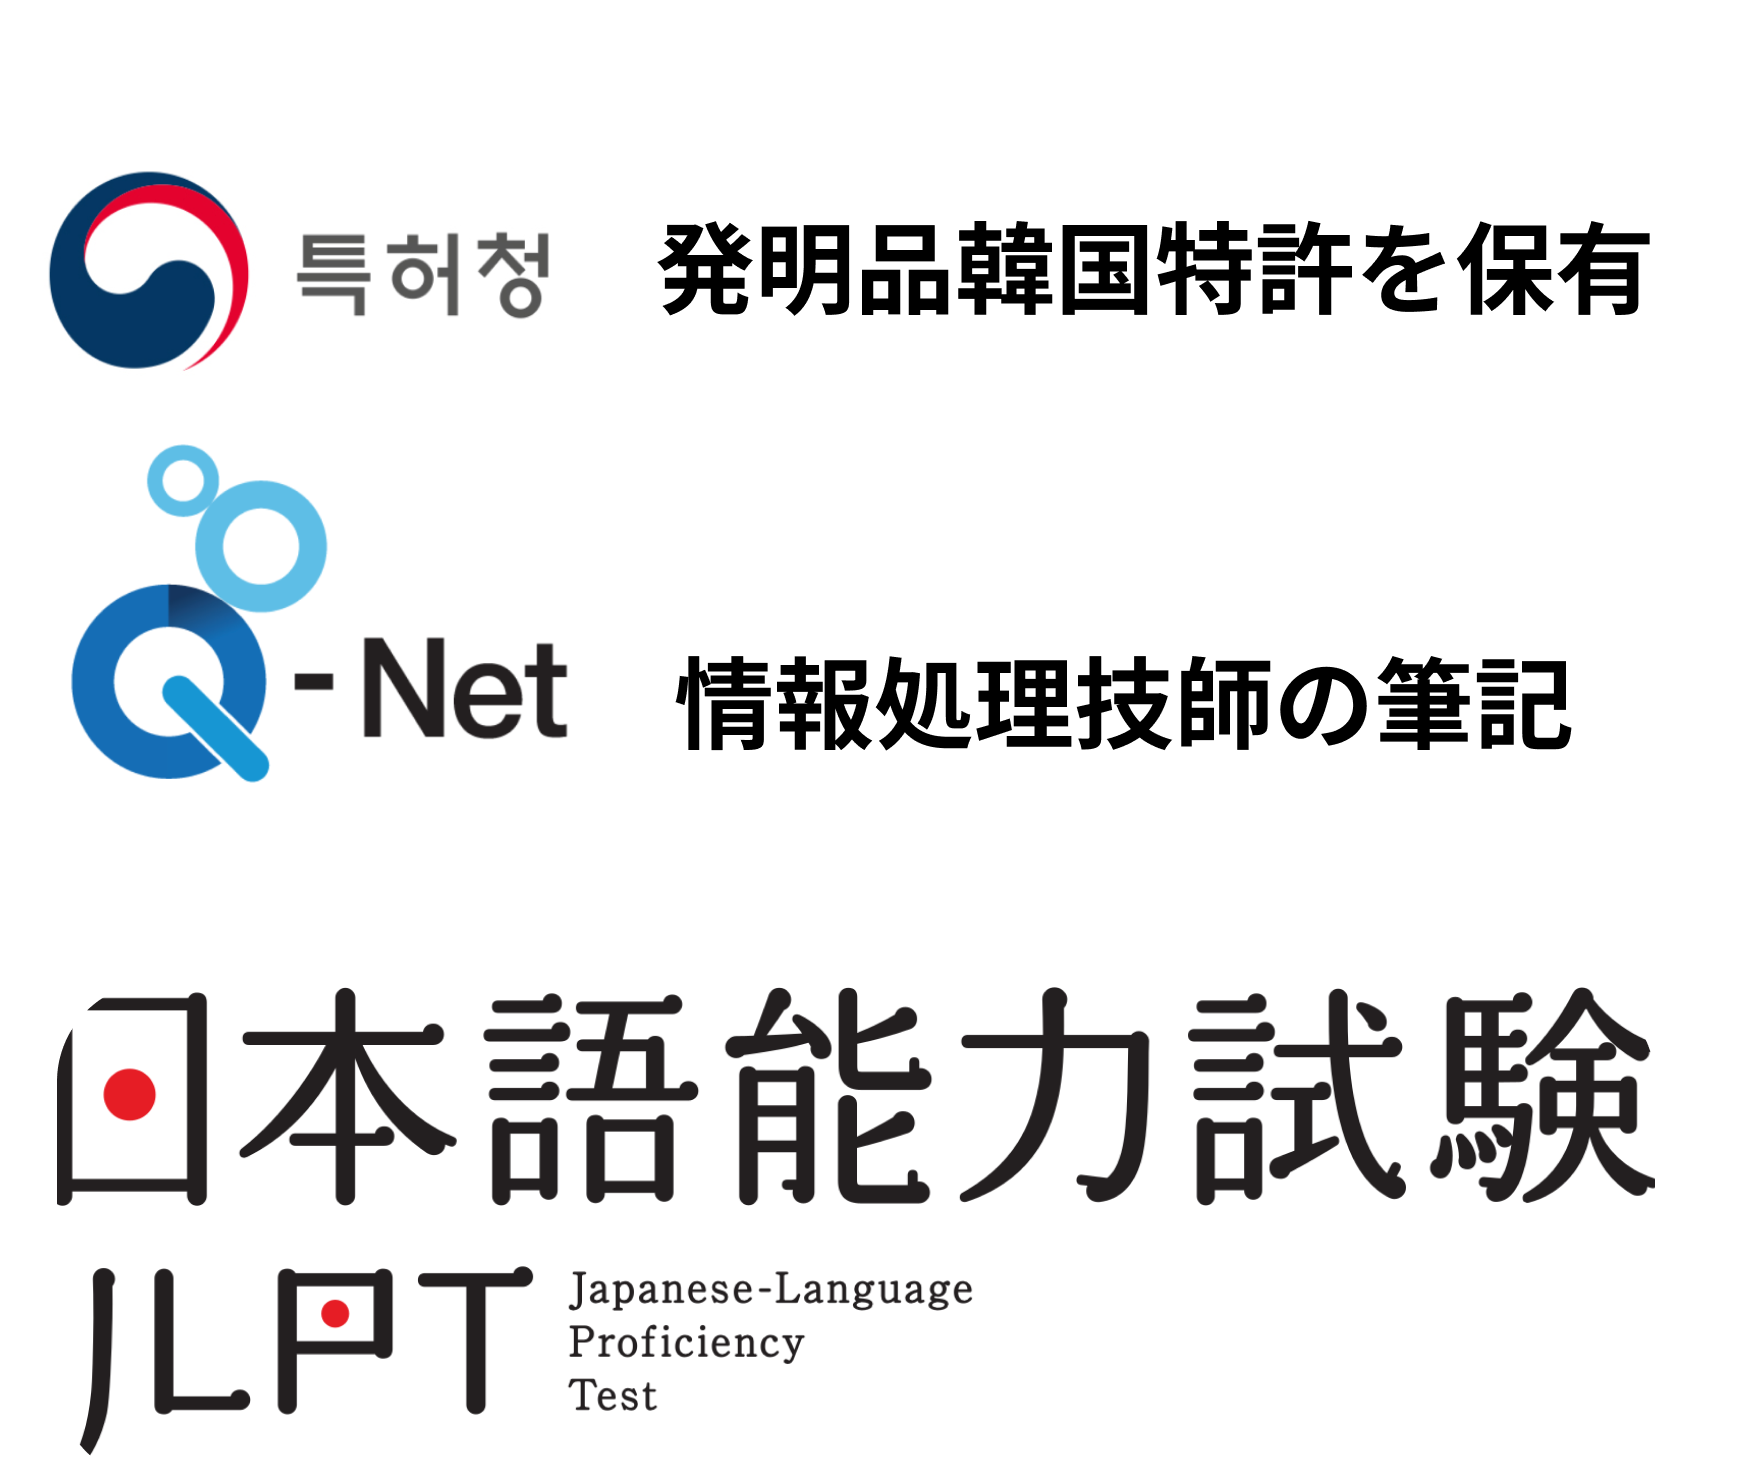 특허청 発明品韓国特許を保有
Q-Net 情報処理技師の筆記
日本語能力試験
JLPT
Japanese-Language
Proficiency
Test